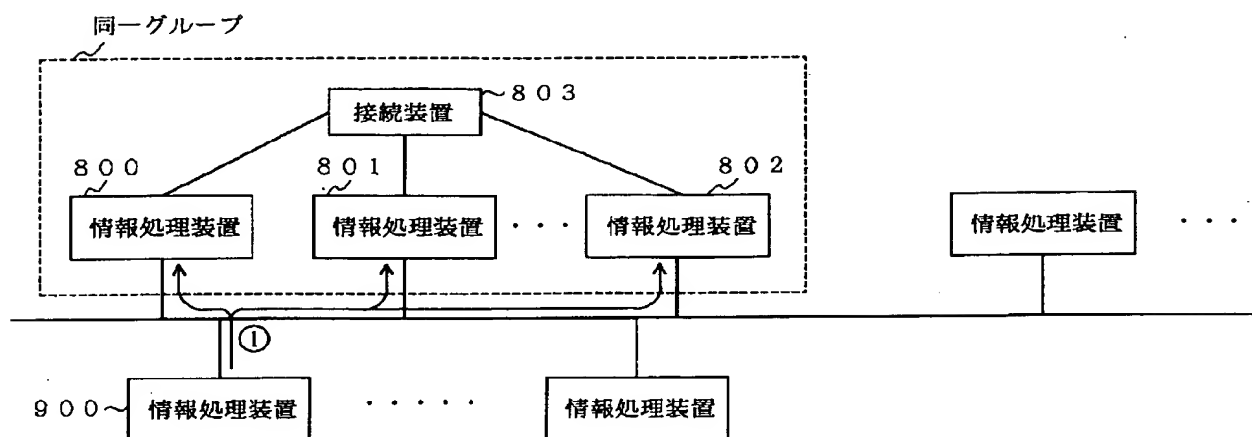 同一グループ
接続装置
８０３
８００
８０１
８０２
情報処理装置
情報処理装置
・・・
情報処理装置
情報処理装置
・・・
①
９００
情報処理装置
・・・・・
情報処理装置